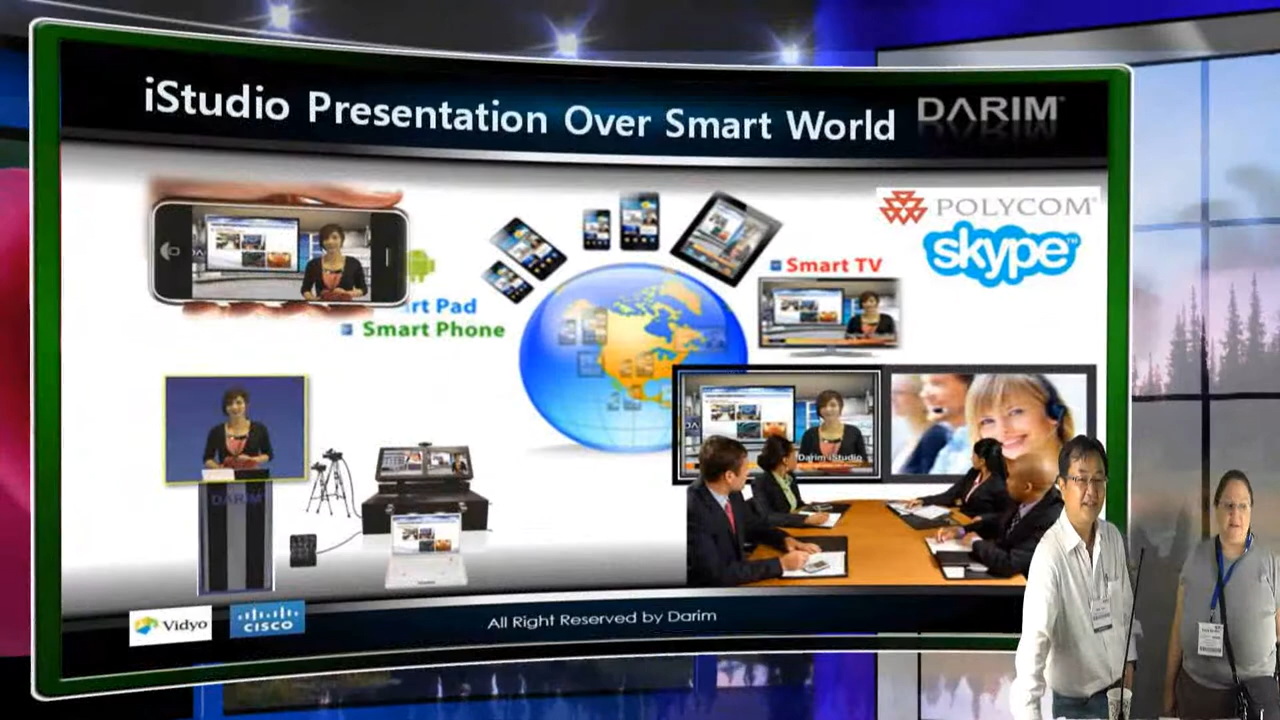 iStudio Presentation Over Smart World
DARIM
POLYCOM
skype
Smart TV
rt Pad
Smart Phone
Darim iStudio
DARIM
Vidyo
CISCO
All Right Reserved by Darim